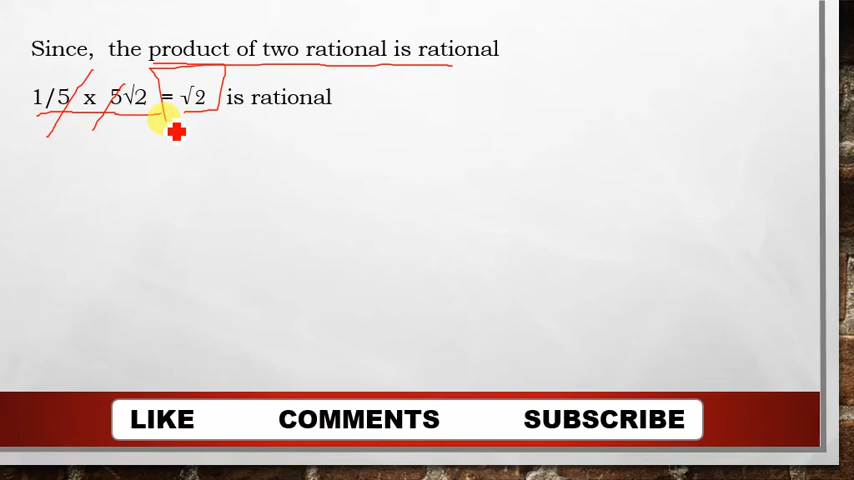 Since, the product of two rational is rational
1/5 x 5√2 = √2 is rational
LIKE COMMENTS SUBSCRIBE